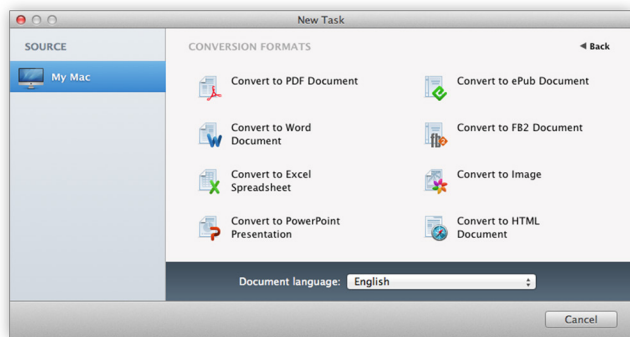 New Task
SOURCE
My Mac
CONVERSION FORMATS
Back
Convert to PDF Document
Convert to ePub Document
Convert to Word
Document
Convert to FB2 Document
Convert to Excel
Spreadsheet
Convert to Image
Convert to PowerPoint
Presentation
Convert to HTML
Document
Document language: English
Cancel